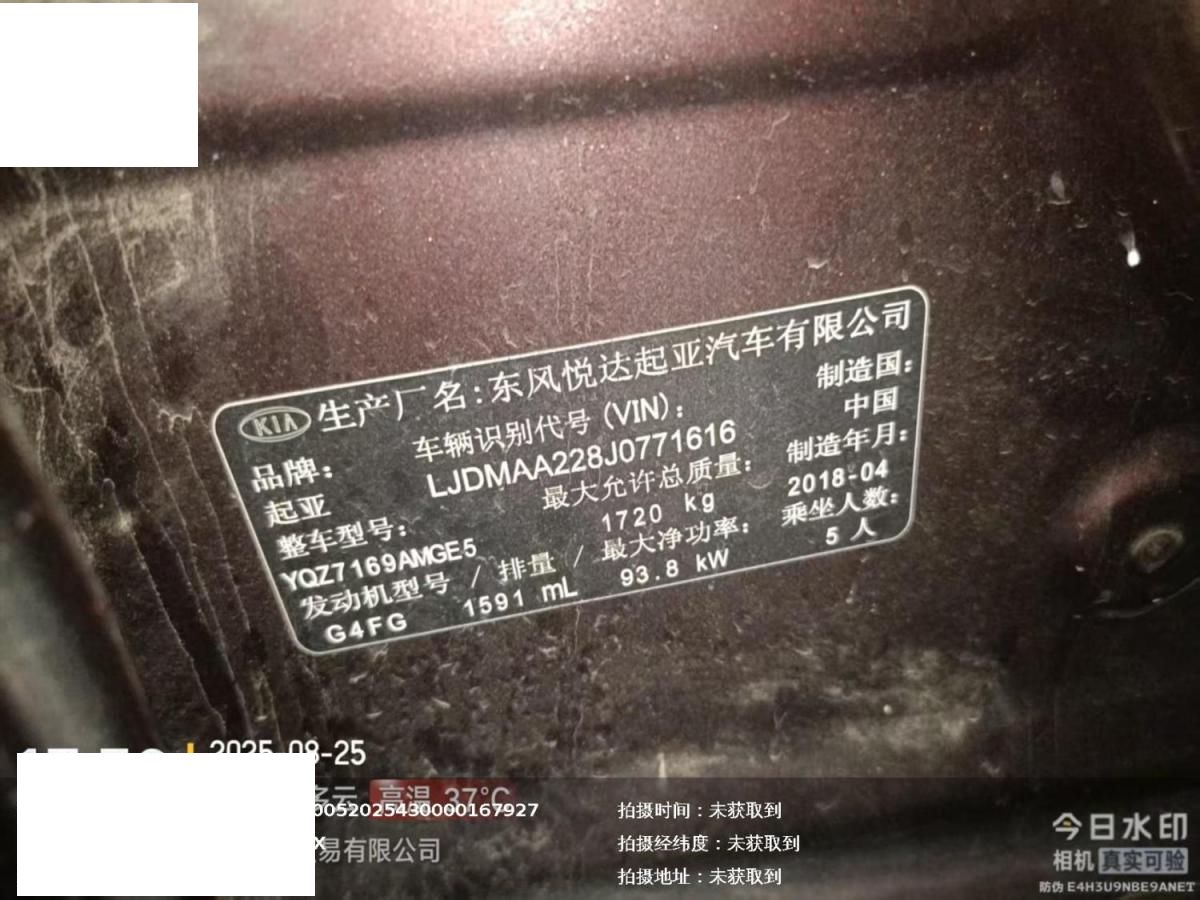 KIA 生产厂名:东风悦达起亚汽车有限公司
品牌:
起亚
车辆识别代号(VIN):
LJDMAA228J0771616
制造国:
中国
整车型号:
YQZ7169AMGE5
最大允许总质量:
1720 kg
制造年月:
2018-04
发动机型号 / 排量 / 最大净功率:
G4FG 1591 mL 93.8 kW
乘坐人数:
5 人
2025-08-25
多云 高温 37°C
0052025430000167927
易有限公司
拍摄时间:未获取到
拍摄经纬度:未获取到
拍摄地址:未获取到
今日水印
相机 真实可验
防伪 E4H3U9NBE9ANET